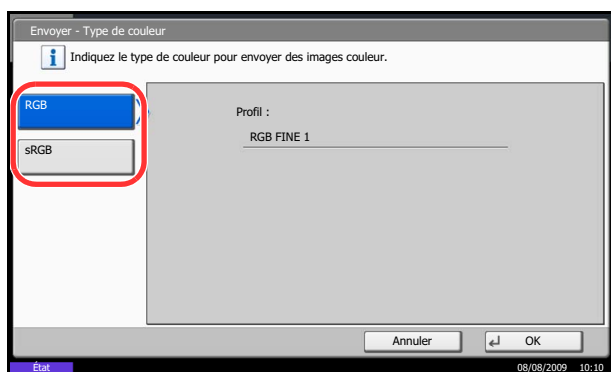 Envoyer - Type de couleur
Indiquez le type de couleur pour envoyer des images couleur.
RGB
Profil :
RGB FINE 1
sRGB
Annuler
OK
État
08/08/2009 10:10